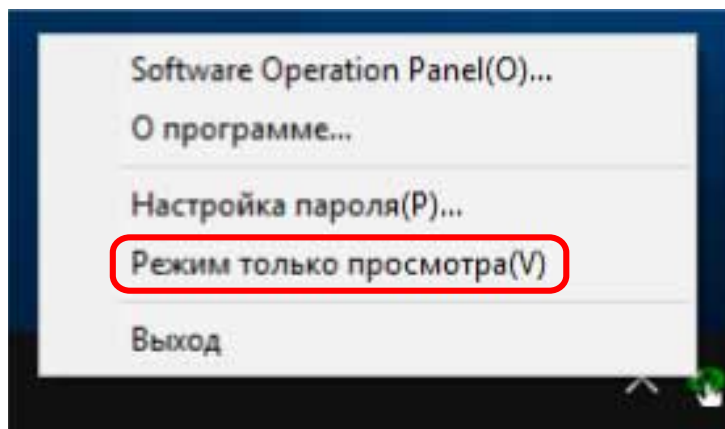 Software Operation Panel(O)...
О программе...
Настройка пароля(P)...
Режим только просмотра(V)
Выход